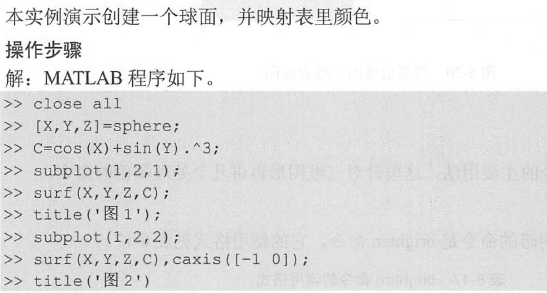 本实例演示创建一个球面，并映射表里颜色。
操作步骤
解：MATLAB 程序如下。
>> close all
>> [X,Y,Z]=sphere;
>> C=cos(X)+sin(Y).^3;
>> subplot(1,2,1);
>> surf(X,Y,Z,C);
>> title('图 1');
>> subplot(1,2,2);
>> surf(X,Y,Z,C),caxis([-1 0]);
>> title('图 2')